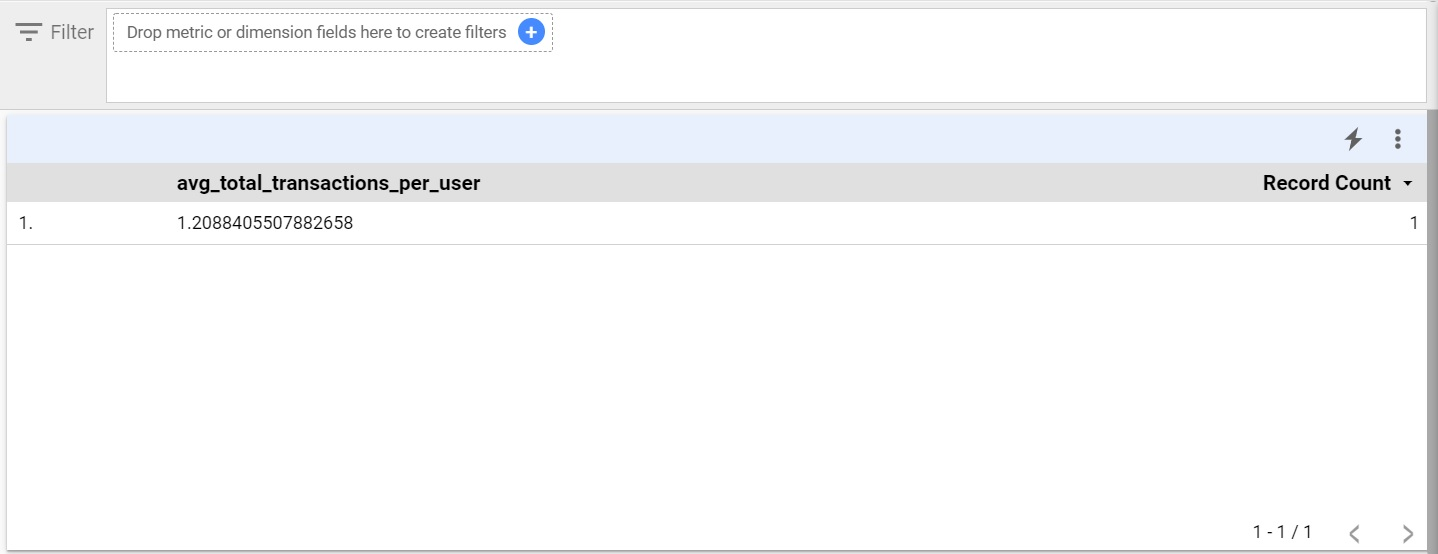 Filter
Drop metric or dimension fields here to create filters
avg_total_transactions_per_user Record Count
1. 1.2088405507882658 1
1 - 1 / 1